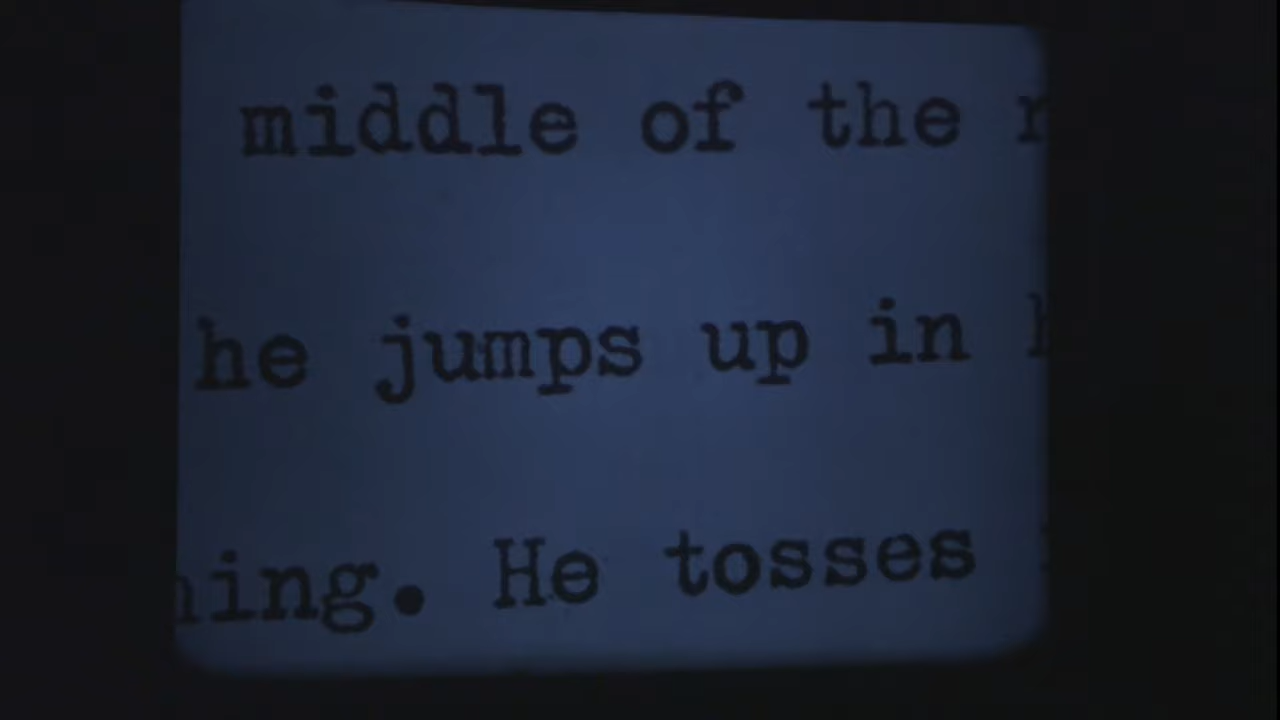 middle of the
he jumps up in
ing. He tosses